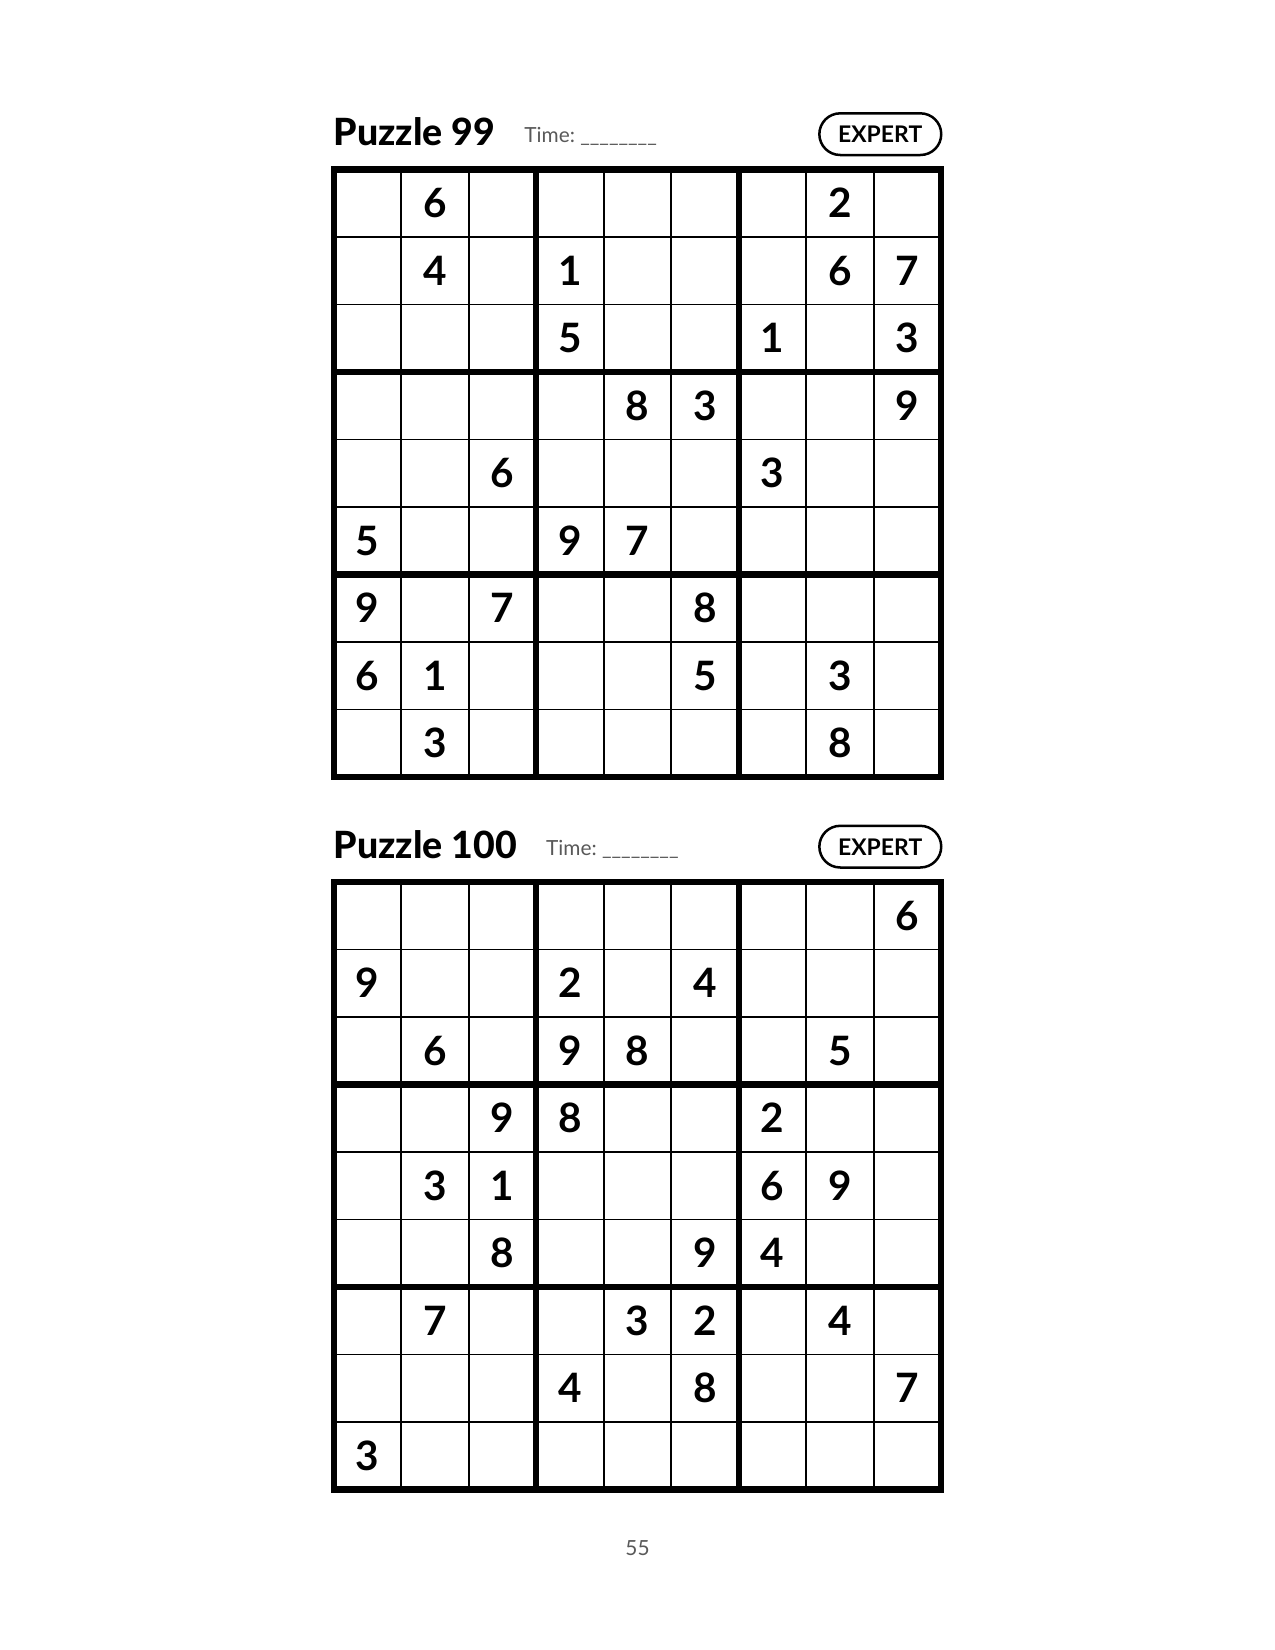 Puzzle 99 Time: ________ EXPERT
6 2
4 1 6 7
5 1 3
8 3 9
6 3
5 9 7
9 7 8
6 1 5 3
3 8
Puzzle 100 Time: ________ EXPERT
6
9 2 4
6 9 8 5
9 8 2
3 1 6 9
8 9 4
7 3 2 4
4 8 7
3
55